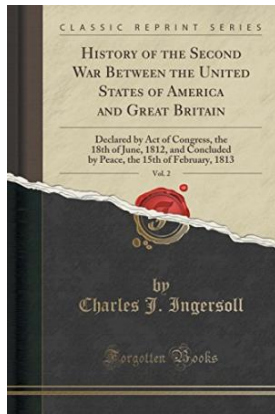 CLASSIC REPRINT SERIES
HISTORY OF THE SECOND
WAR BETWEEN THE UNITED
STATES OF AMERICA
AND GREAT BRITAIN
Declared by Act of Congress, the
18th of June, 1812, and Concluded
by Peace, the 15th of February, 1813
Vol. 2
by
Charles J. Ingersoll
Forgotten Books